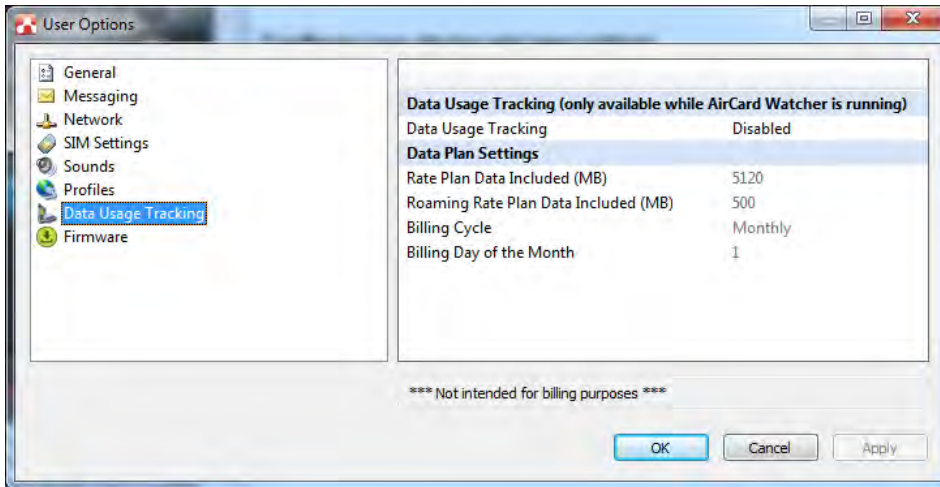 User Options
General
Messaging
Network
SIM Settings
Sounds
Profiles
Data Usage Tracking
Firmware
Data Usage Tracking (only available while AirCard Watcher is running)
Data Usage Tracking Disabled
Data Plan Settings
Rate Plan Data Included (MB) 5120
Roaming Rate Plan Data Included (MB) 500
Billing Cycle Monthly
Billing Day of the Month 1
*** Not intended for billing purposes ***
OK Cancel Apply